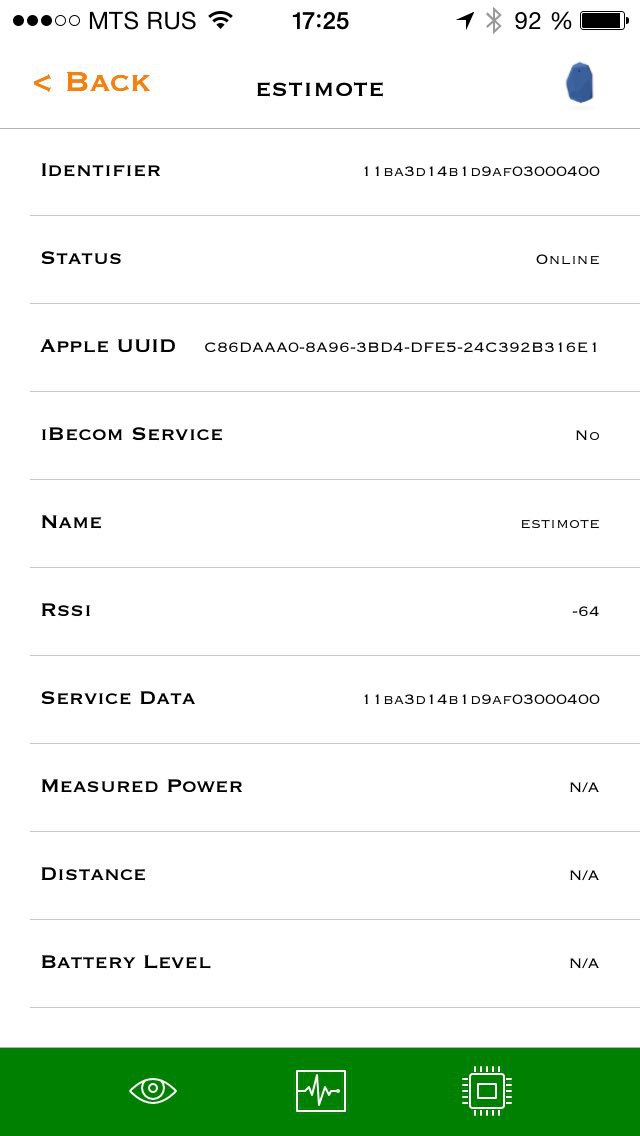 MTS RUS 17:25 92 %
< Back estimote
Identifier 11ba3d14b1d9af03000400
Status Online
Apple UUID C86DAAA0-8A96-3BD4-DFE5-24C392B316E1
iBecom Service No
Name estimote
Rssi -64
Service Data 11ba3d14b1d9af03000400
Measured Power N/A
Distance N/A
Battery Level N/A